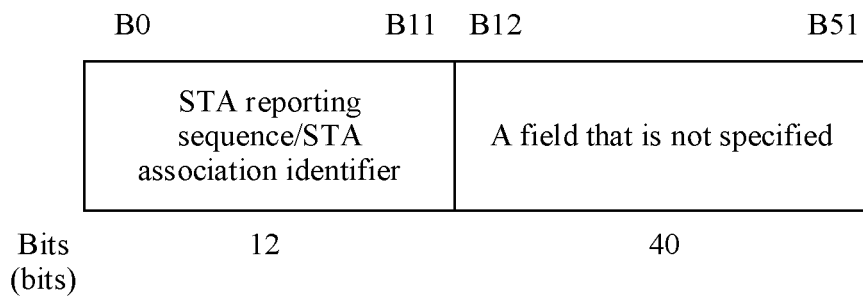 B0 B11 B12 B51
STA reporting
sequence/STA
association identifier
A field that is not specified
Bits
(bits)
12 40